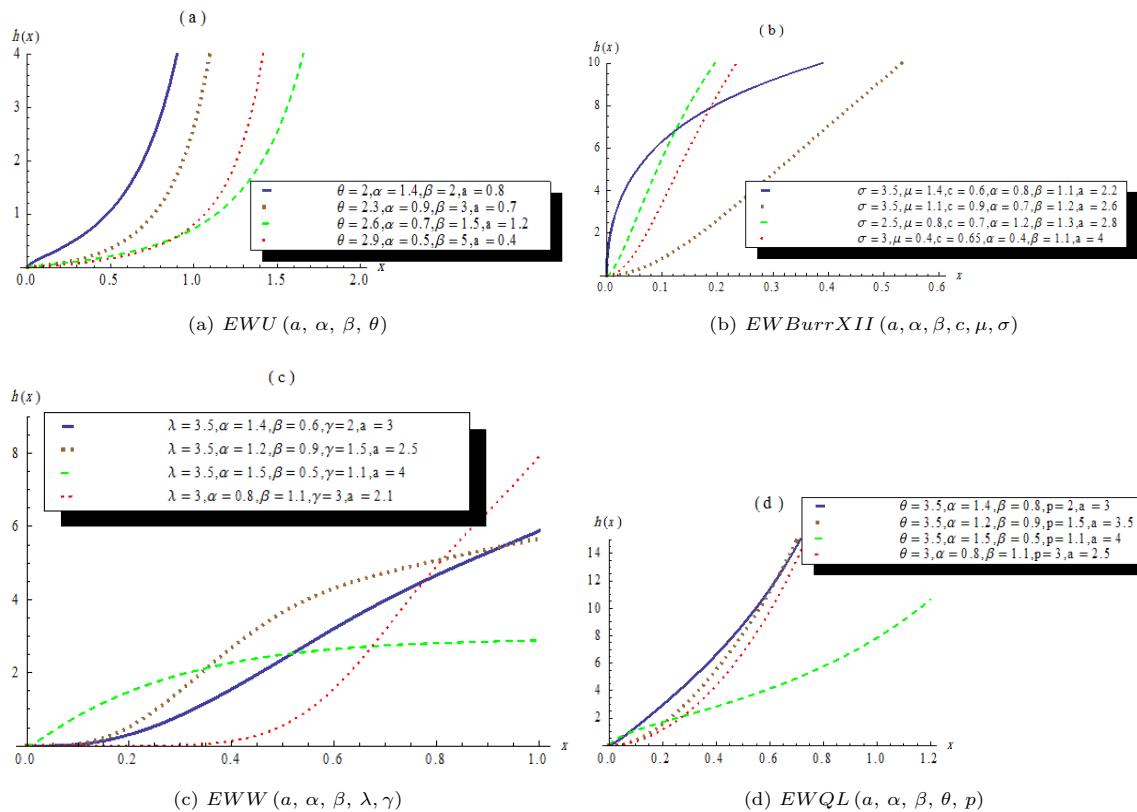 (a)
h(x)
4
3
2
1
0.0
0.5
1.0
1.5
2.0
x
θ = 2,α = 1.4,β = 2,a = 0.8
θ = 2.3,α = 0.9,β = 3,a = 0.7
θ = 2.6,α = 0.7,β = 1.5,a = 1.2
θ = 2.9,α = 0.5,β = 5,a = 0.4
(a) EWU (a, α, β, θ)
(b)
h(x)
10
8
6
4
2
0.0
0.1
0.2
0.3
0.4
0.5
0.6
x
σ = 3.5, μ = 1.4, c = 0.6, α = 0.8, β = 1.1, a = 2.2
σ = 3.5, μ = 1.1, c = 0.9, α = 0.7, β = 1.2, a = 2.6
σ = 2.5, μ = 0.8, c = 0.7, α = 1.2, β = 1.3, a = 2.8
σ = 3, μ = 0.4, c = 0.65, α = 0.4, β = 1.1, a = 4
(b) EWBurrXII (a, α, β, c, μ, σ)
(c)
h(x)
8
6
4
2
0.0
0.2
0.4
0.6
0.8
1.0
x
λ = 3.5,α = 1.4,β = 0.6,γ=2,a = 3
λ = 3.5,α = 1.2,β = 0.9,γ=1.5,a = 2.5
λ = 3.5,α = 1.5,β = 0.5,γ=1.1,a = 4
λ = 3,α = 0.8,β = 1.1,γ=3,a = 2.1
(c) EWW (a, α, β, λ, γ)
(d)
h(x)
14
12
10
8
6
4
2
0.0
0.2
0.4
0.6
0.8
1.0
1.2
x
θ = 3.5,α = 1.4,β = 0.8,p= 2,a = 3
θ = 3.5,α = 1.2,β = 0.9,p= 1.5,a = 3.5
θ = 3.5,α = 1.5,β = 0.5,p= 1.1,a = 4
θ = 3,α = 0.8,β = 1.1,p= 3,a = 2.5
(d) EWQL (a, α, β, θ, p)